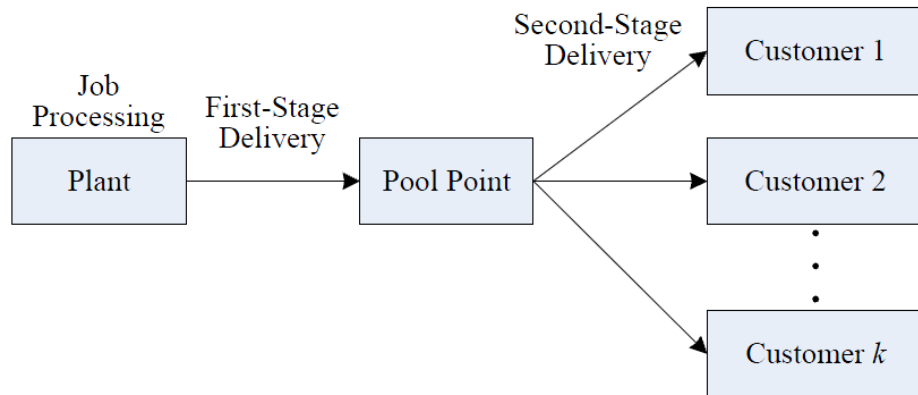 Job
Processing
Plant
First-Stage
Delivery
Pool Point
Second-Stage
Delivery
Customer 1
Customer 2
Customer k